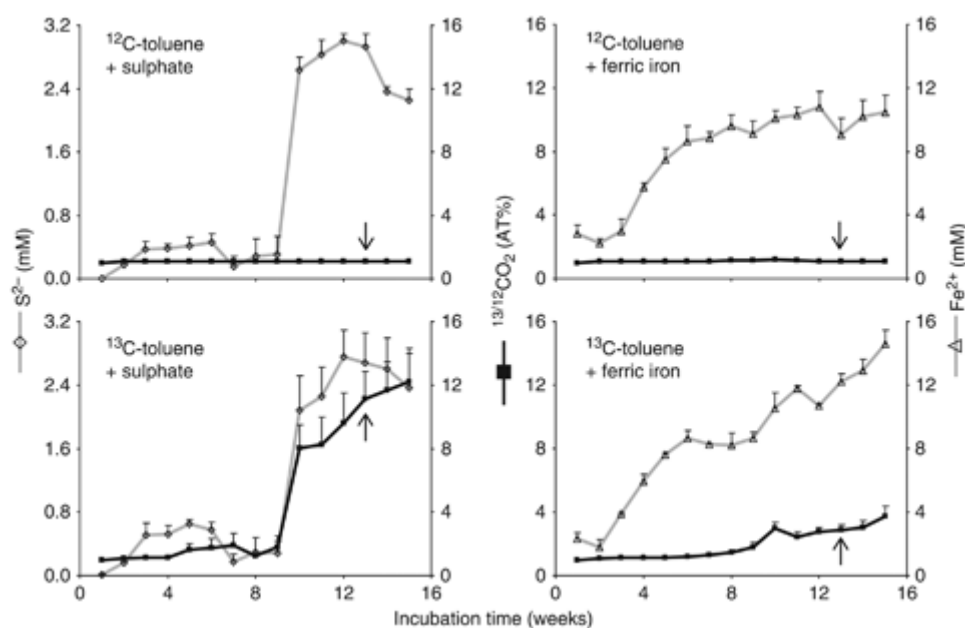 3.2
2.4
1.6
0.8
0.0
16
12
8
4
0
¹²C-toluene
+ sulphate
16
12
8
4
0
16
12
8
4
0
¹²C-toluene
+ ferric iron
S²⁻ (mM)
¹³/¹²CO₂ (AT%)
Fe²⁺ (mM)
3.2
2.4
1.6
0.8
0.0
16
12
8
4
0
¹³C-toluene
+ sulphate
16
12
8
4
0
16
12
8
4
0
¹³C-toluene
+ ferric iron
0 4 8 12 16
0 4 8 12 16
Incubation time (weeks)